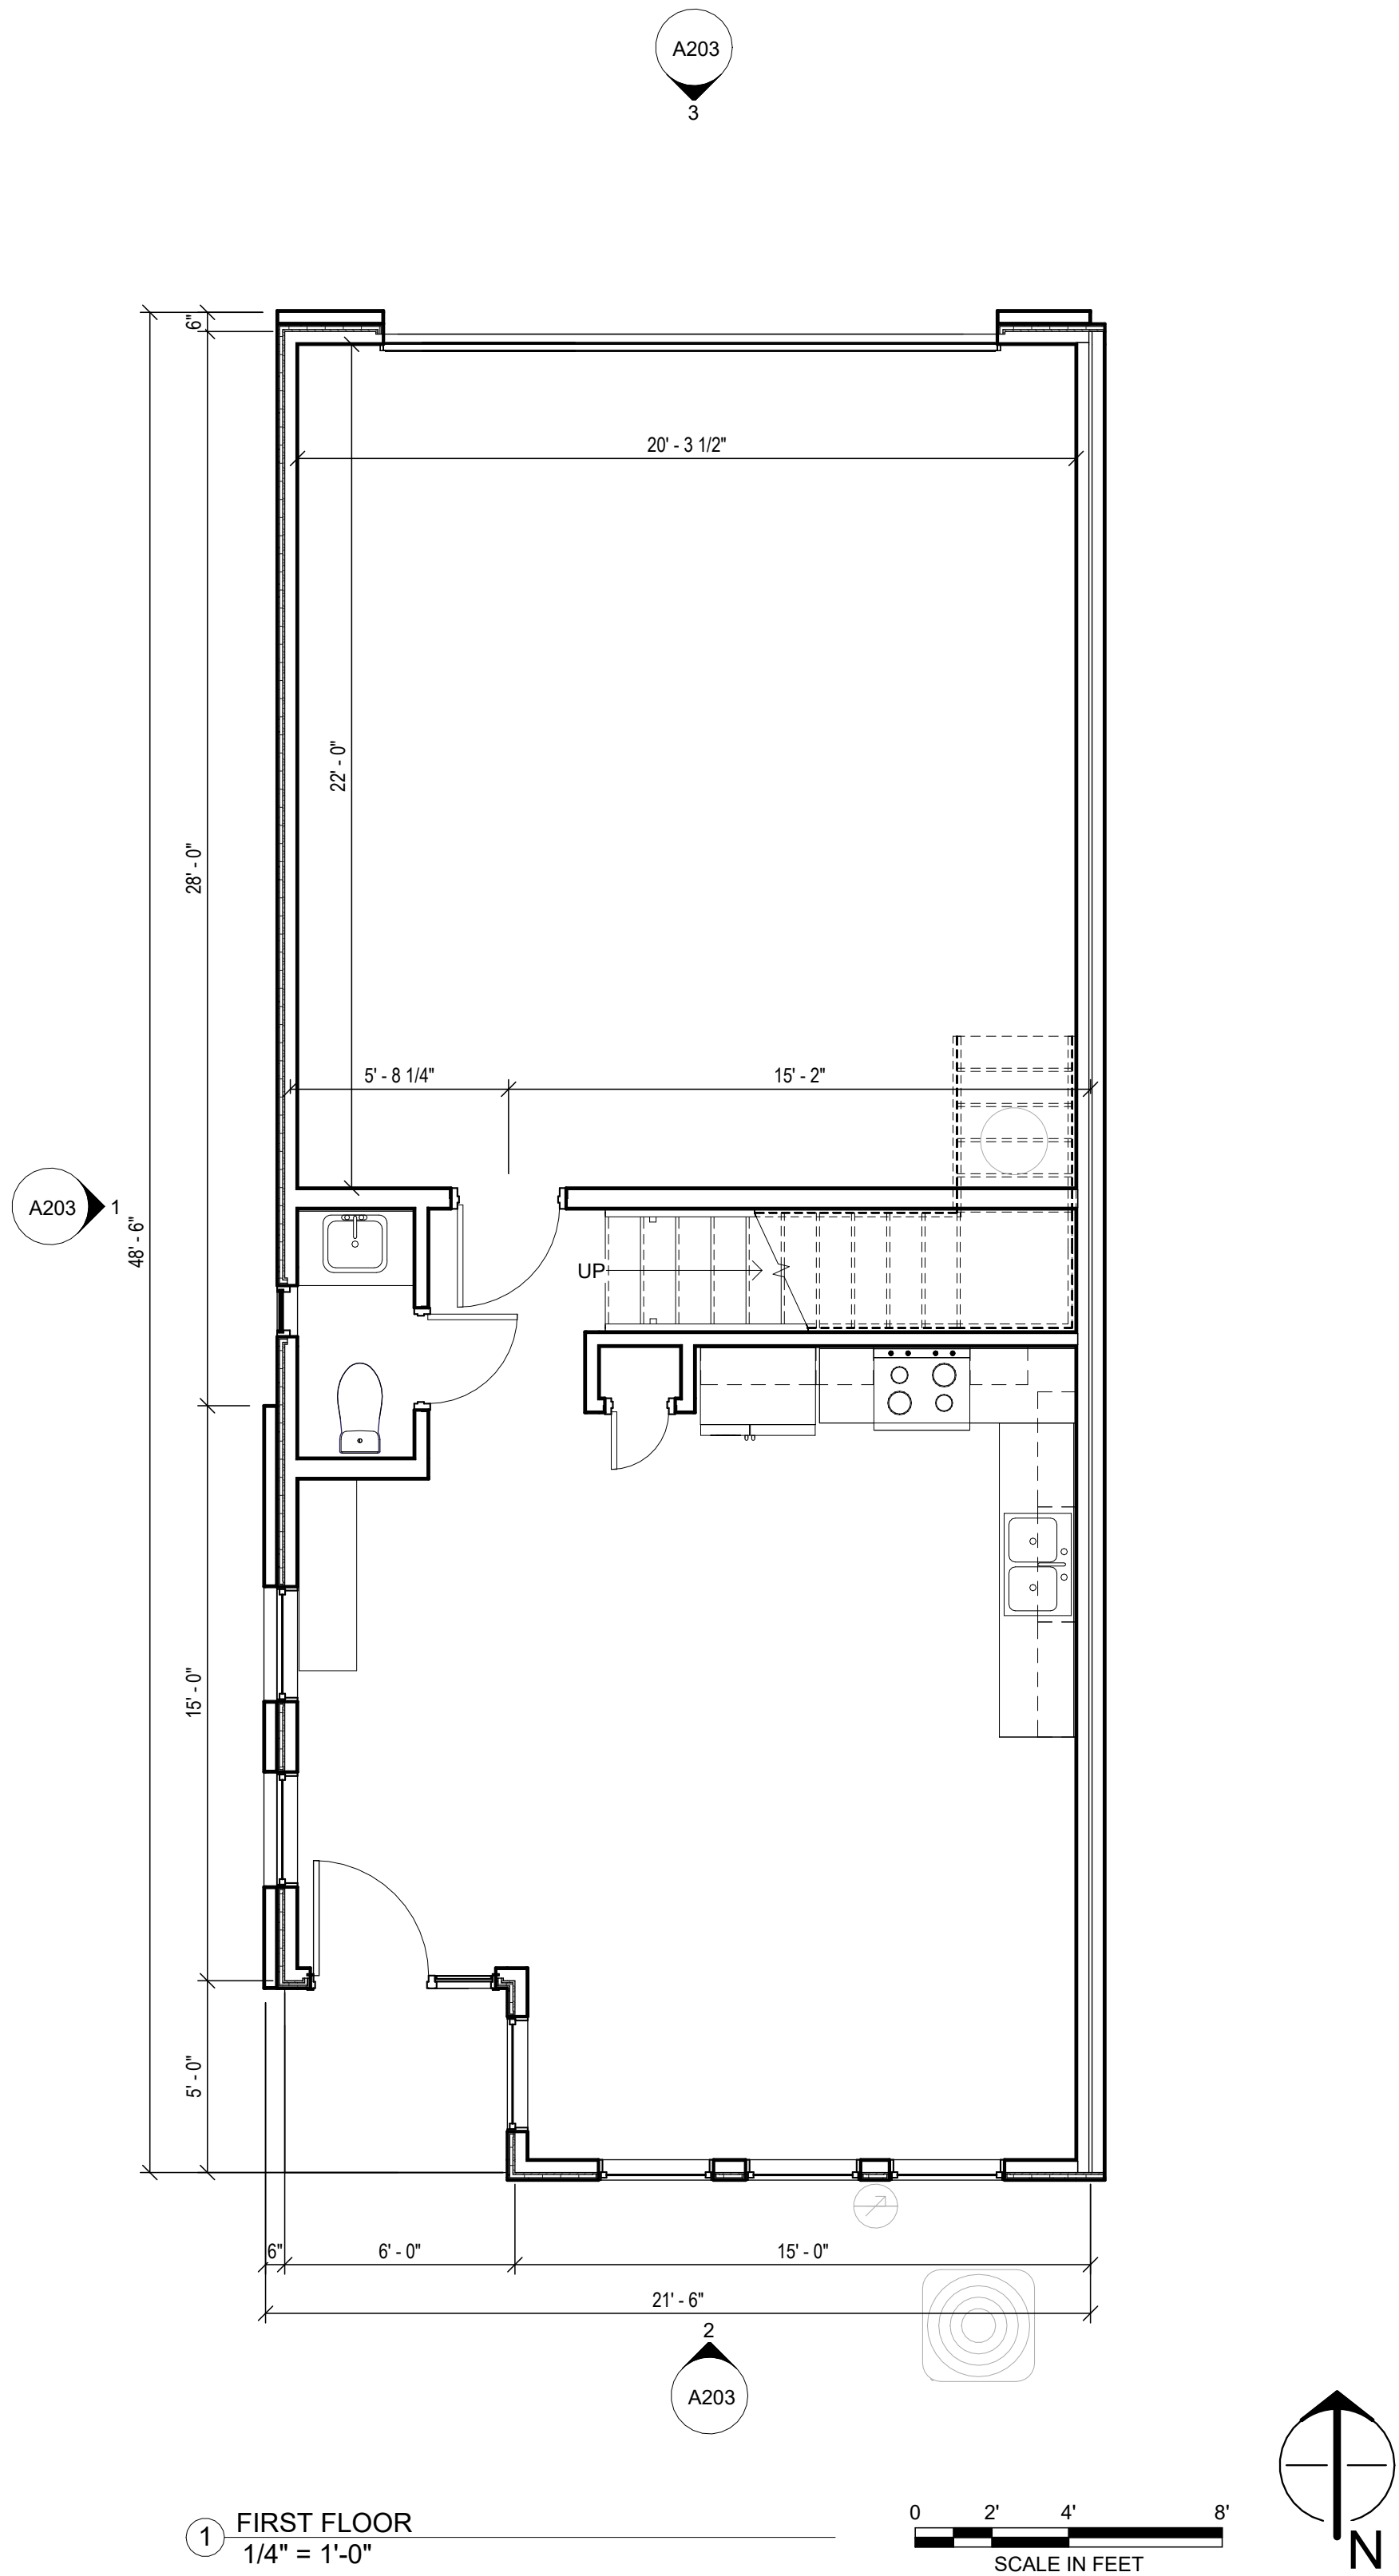 A203
3
6"
20' - 3 1/2"
22' - 0"
28' - 0"
5' - 8 1/4"
15' - 2"
A203
1
48' - 6"
UP
15' - 0"
5' - 0"
6"
6' - 0"
15' - 0"
21' - 6"
2
A203
1
FIRST FLOOR
1/4" = 1'-0"
0 2' 4' 8'
SCALE IN FEET
N